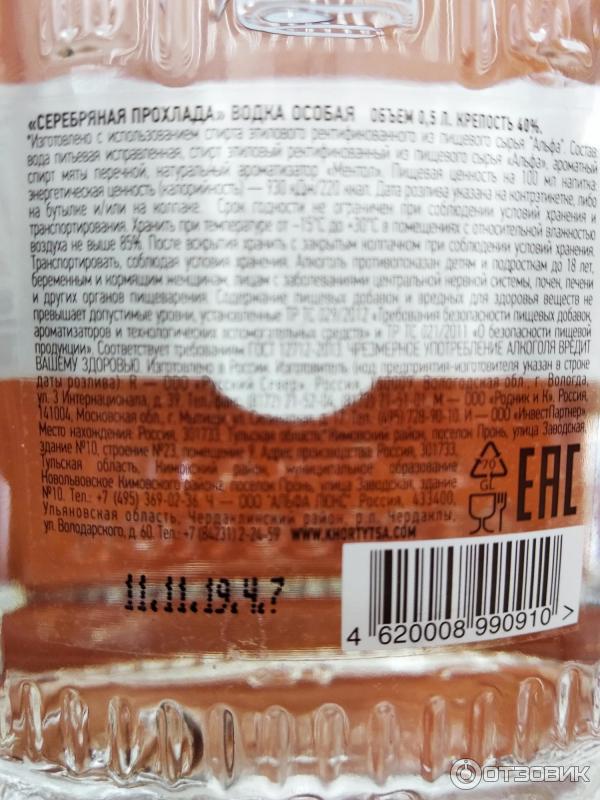 «СЕРЕБРЯНАЯ ПРОХЛАДА» ВОДКА ОСОБАЯ ОБЪЕМ 0,5 Л. КРЕПОСТЬ 40%.
*Изготовлено с использованием спирта этилового ректификованного из пищевого сырья "Альфа". Состав:
вода питьевая исправленная, спирт этиловый ректификованный из пищевого сырья «Альфа», ароматный
спирт мяты перечной, натуральный ароматизатор «Ментол». Пищевая ценность на 100 мл напитка:
энергетическая ценность (калорийность) — 930 кДж/220 ккал. Дата розлива указана на контрэтикетке, либо
на бутылке и/или на колпаке. Срок годности не ограничен при соблюдении условий хранения и
транспортирования. Хранить при температуре от -15°С до +30°С в помещениях с относительной влажностью
воздуха не выше 85%. После вскрытия хранить с закрытым колпачком при соблюдении условий хранения.
Транспортировать, соблюдая условия хранения. Алкоголь противопоказан детям и подросткам до 18 лет,
беременным и кормящим женщинам, лицам с заболеваниями центральной нервной системы, почек, печени
и других органов пищеварения. Содержание пищевых добавок и вредных для здоровья веществ не
превышает допустимые уровни, установленные ТР ТС 029/2012 «Требования безопасности пищевых добавок,
ароматизаторов и технологических вспомогательных средств» и ТР ТС 021/2011 «О безопасности пищевой
продукции». Соответствует требованиям ГОСТ 12712-2013. ЧРЕЗМЕРНОЕ УПОТРЕБЛЕНИЕ АЛКОГОЛЯ ВРЕДИТ
ВАШЕМУ ЗДОРОВЬЮ. Изготовлено в России. Изготовитель (код предприятия-изготовителя указан в строке
даты розлива) R — ООО «Русский Север», Россия, Вологодская обл., г. Вологда,
ул. 3 Интернационала, д. 39 Тел./факс М — ООО «Родник и К», Россия,
141004, Московская обл., г. Мытищи, ул. Тел. (495) 728-90-10. И — ООО «ИнвестПартнер»,
Место нахождения: Россия, 301733, Тульская область, Кимовский район, поселок Пронь, улица Заводская,
здание №10, строение №23, помещение Адрес производства: Россия, 301733,
Тульская область, Кимовский район, муниципальное образование
Новольвовское Кимовского района, поселок Пронь, улица Заводская, здание
№10. Тел.: +7 (495) 369-02-36 Ч — ООО "АЛЬФА ЛЮКС", Россия, 433400,
Ульяновская область, Чердаклинский район, р.п. Чердаклы,
ул. Володарского, д. 60. Тел.: +7 (84231) 2-24-59 WWW.KHORTYTSA.COM
70
GL
EAC
11.11.19.4.7
4 620008 990910 >
ОТЗОВИК